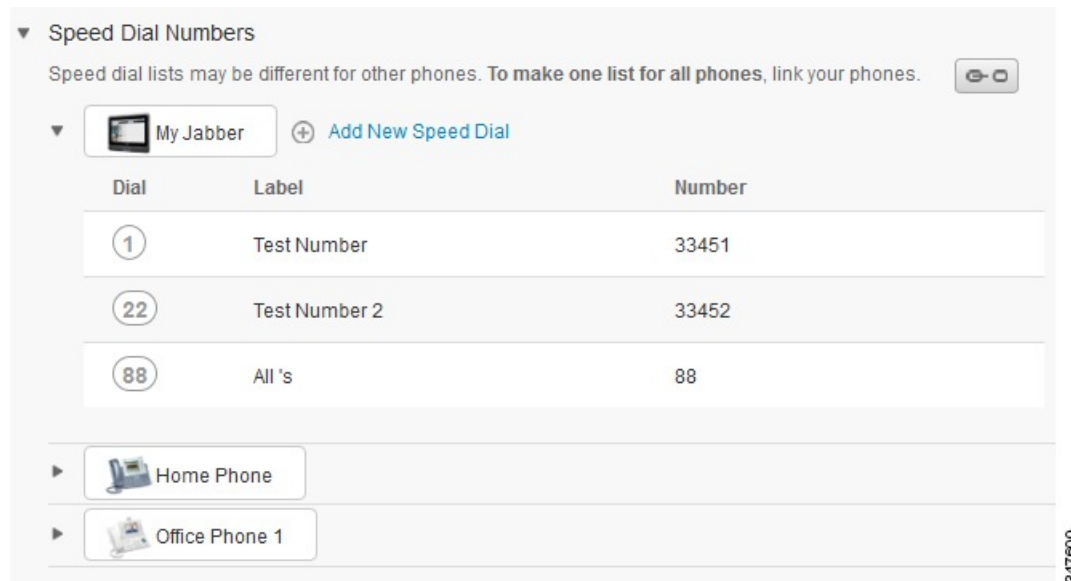 Speed Dial Numbers
Speed dial lists may be different for other phones. To make one list for all phones, link your phones.
My Jabber Add New Speed Dial
Dial Label Number
1 Test Number 33451
22 Test Number 2 33452
88 All 's 88
Home Phone
Office Phone 1
347609